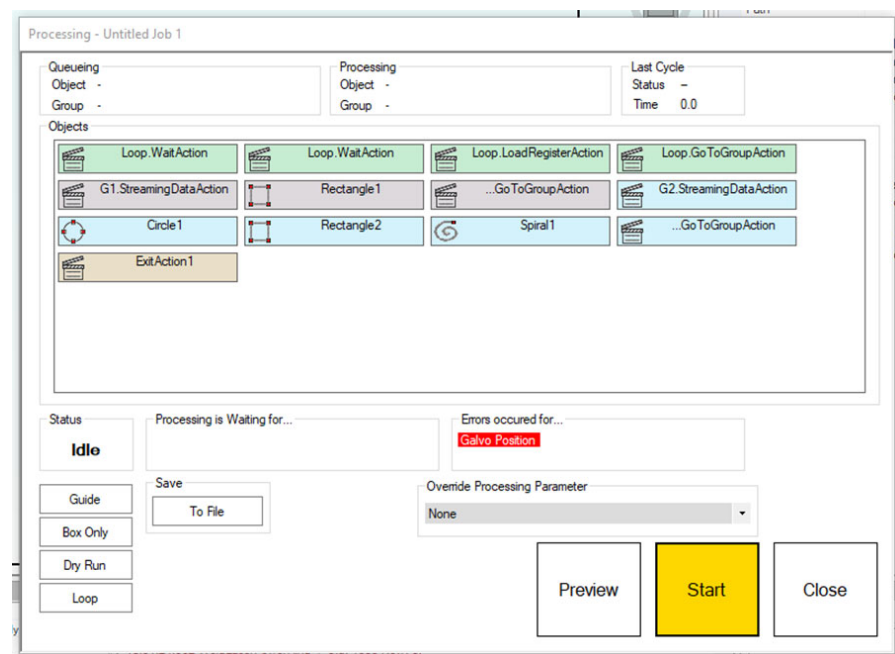 Processing - Untitled Job 1
Queueing
Object -
Group -
Processing
Object -
Group -
Last Cycle
Status –
Time 0.0
Objects
Loop.WaitAction
Loop.WaitAction
Loop.LoadRegisterAction
Loop.GoToGroupAction
G1.StreamingDataAction
Rectangle1
...GoToGroupAction
G2.StreamingDataAction
Circle1
Rectangle2
Spiral1
...GoToGroupAction
ExitAction1
Status
Idle
Processing is Waiting for...
Errors occured for...
Galvo Position
Guide
Box Only
Dry Run
Loop
Save
To File
Override Processing Parameter
None
Preview
Start
Close